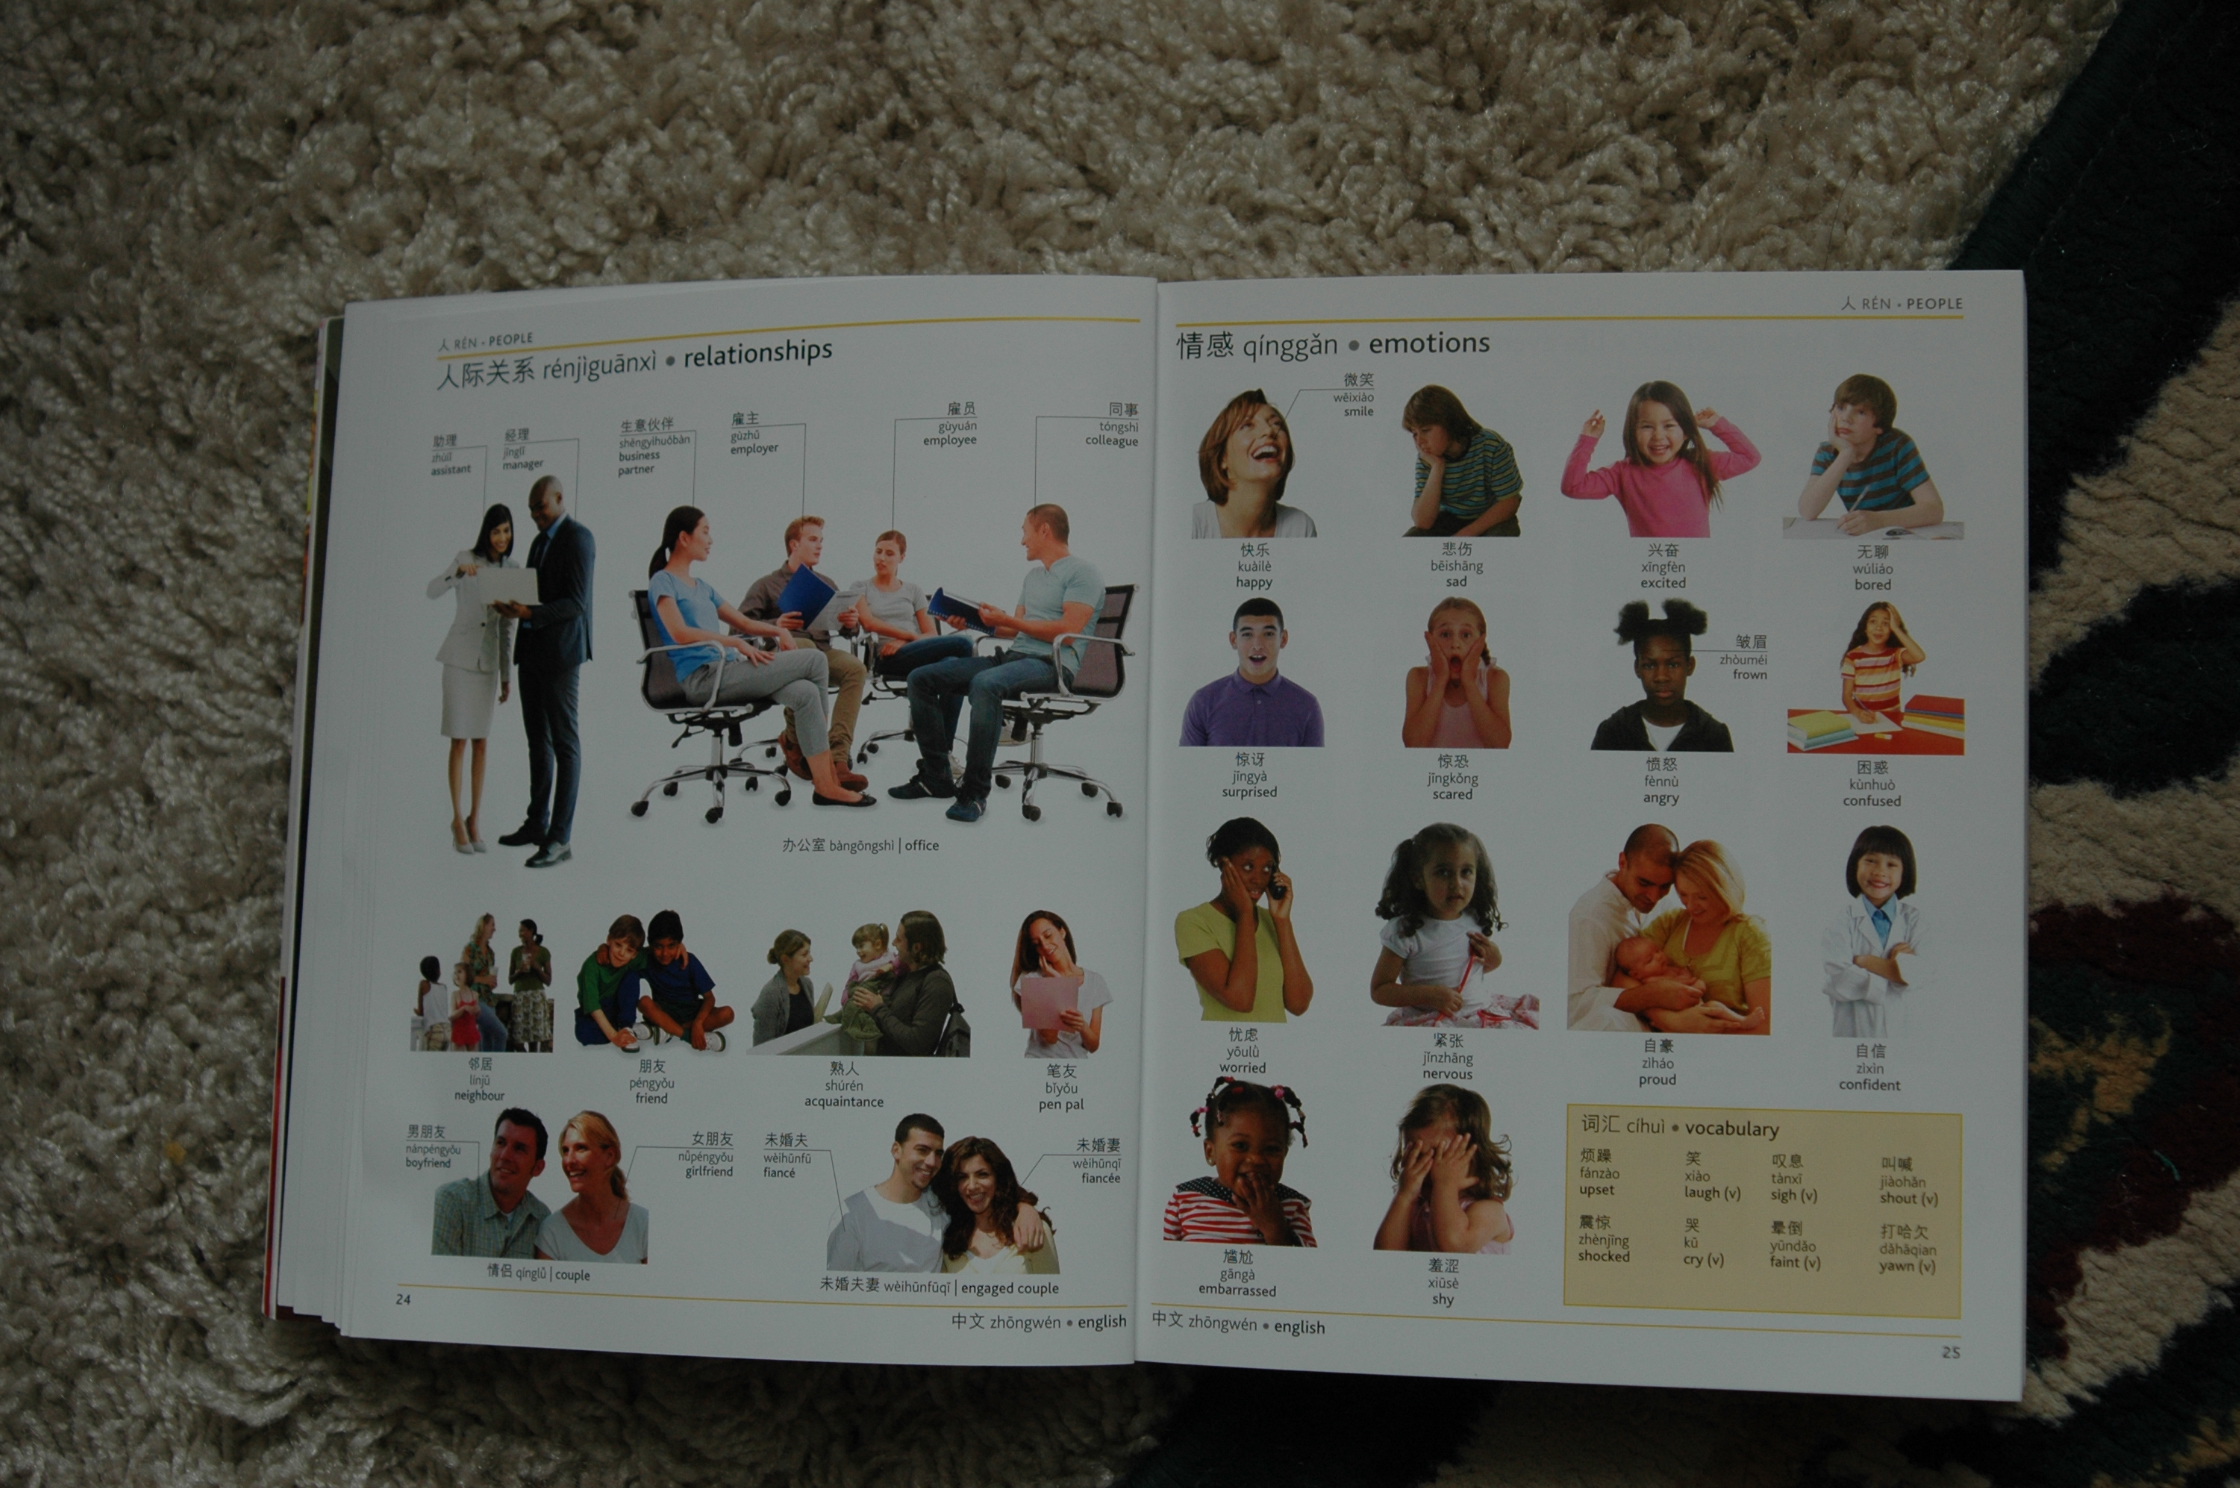 人 RÉN • PEOPLE
人际关系 rénjìguānxì • relationships
助理
zhùlǐ
assistant
经理
jīnglǐ
manager
生意伙伴
shēngyìhuǒbàn
business
partner
雇主
gùzhǔ
employer
雇员
gùyuán
employee
同事
tóngshì
colleague
办公室 bàngōngshì | office
邻居
línjū
neighbour
朋友
péngyǒu
friend
熟人
shúrén
acquaintance
笔友
bǐyǒu
pen pal
男朋友
nánpéngyǒu
boyfriend
女朋友
nǚpéngyǒu
girlfriend
情侣 qínglǚ | couple
未婚夫
wèihūnfū
fiancé
未婚妻
wèihūnqī
fiancée
未婚夫妻 wèihūnfūqī | engaged couple
24
中文 zhōngwén • english
人 RÉN • PEOPLE
情感 qínggǎn • emotions
微笑
wēixiào
smile
快乐
kuàilè
happy
悲伤
bēishāng
sad
兴奋
xīngfèn
excited
无聊
wúliáo
bored
惊讶
jīngyà
surprised
惊恐
jīngkǒng
scared
皱眉
zhòuméi
frown
愤怒
fènnù
angry
困惑
kùnhuò
confused
忧虑
yōulǜ
worried
紧张
jǐnzhāng
nervous
自豪
zìháo
proud
自信
zìxìn
confident
尴尬
gāngà
embarrassed
羞涩
xiūsè
shy
词汇 cíhuì • vocabulary
烦躁
fánzào
upset
笑
xiào
laugh (v)
叹息
tànxī
sigh (v)
叫喊
jiàohǎn
shout (v)
震惊
zhènjīng
shocked
哭
kū
cry (v)
晕倒
yūndǎo
faint (v)
打哈欠
dǎhāqian
yawn (v)
中文 zhōngwén • english
25